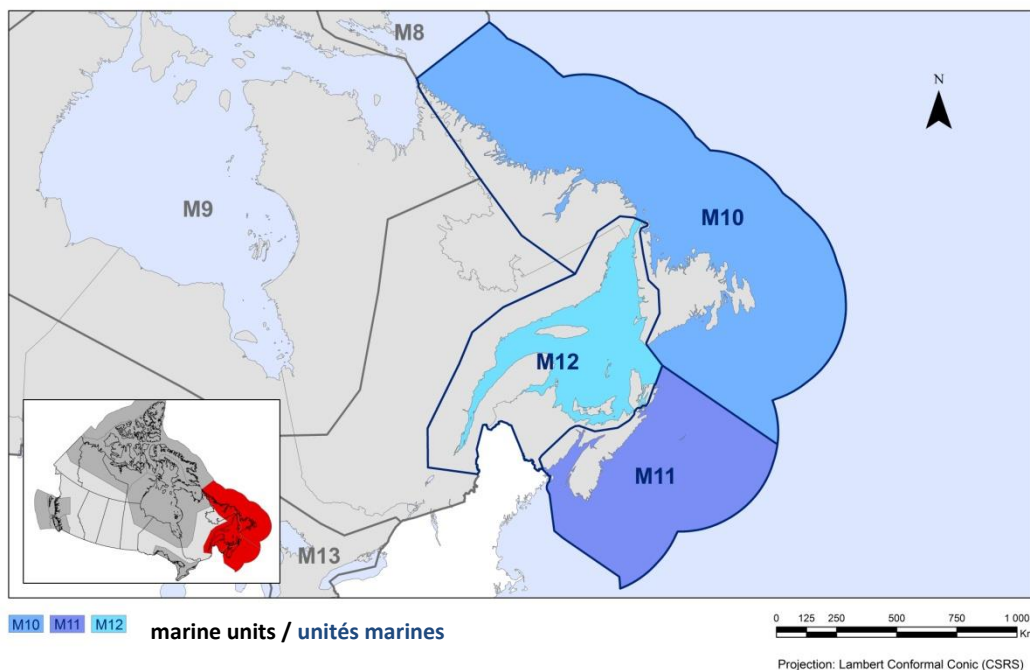 M8
N
M9
M10
M12
M11
M13
M10 M11 M12 marine units / unités marines
0 125 250 500 750 1 000
Km
Projection: Lambert Conformal Conic (CSRS)